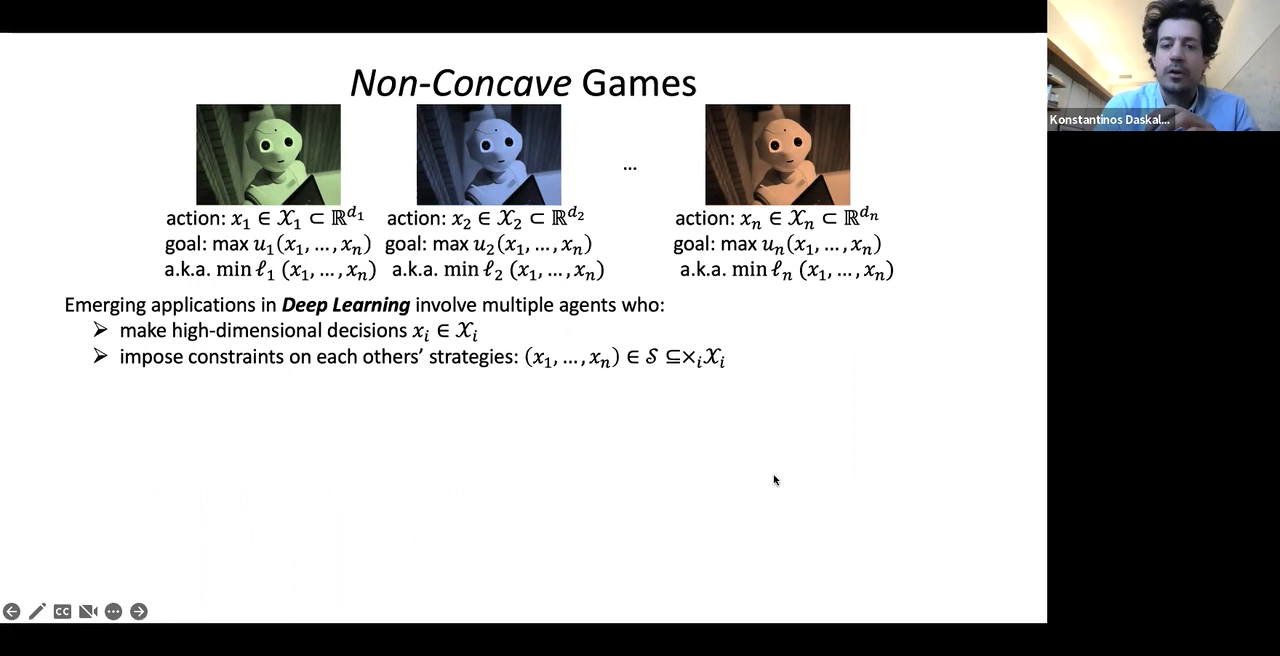 Non-Concave Games
...
action: x₁ ∈ 𝒳₁ ⊂ ℝ^{d₁} action: x₂ ∈ 𝒳₂ ⊂ ℝ^{d₂} action: xₙ ∈ 𝒳ₙ ⊂ ℝ^{dₙ}
goal: max u₁(x₁, … , xₙ) goal: max u₂(x₁, … , xₙ) goal: max uₙ(x₁, … , xₙ)
a.k.a. min ℓ₁ (x₁, … , xₙ) a.k.a. min ℓ₂ (x₁, … , xₙ) a.k.a. min ℓₙ (x₁, … , xₙ)
Emerging applications in Deep Learning involve multiple agents who:
➢ make high-dimensional decisions xᵢ ∈ 𝒳ᵢ
➢ impose constraints on each others’ strategies: (x₁, … , xₙ) ∈ 𝒮 ⊆×ᵢ𝒳ᵢ
Konstantinos Daskal...
CC